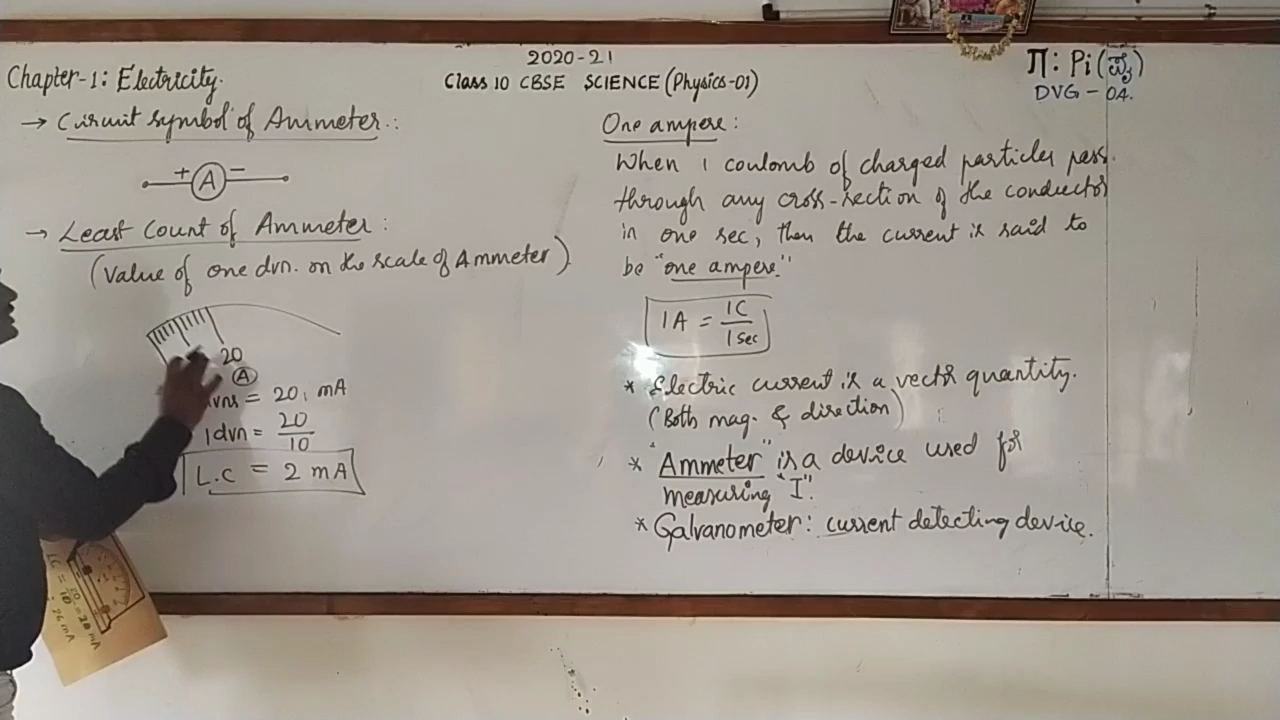 2020-21
Class 10 CBSE SCIENCE (Physics-01)
Π: Pi (ವೃ)
DVG - 04.
Chapter-1: Electricity.
→ Circuit symbol of Ammeter.:
+ A -
→ Least Count of Ammeter:
(Value of one dvn. on the scale of Ammeter)
20
A
dvns = 20, mA
1dvn = 20/10
L.C = 2 mA
One ampere:
When 1 coulomb of charged particles pass.
through any cross-section of the conductor
in one sec, then the current is said to
be "one ampere."
1A = 1C/1sec
* Electric current is a vector quantity.
(Both mag. & direction)
* "Ammeter" is a device used for
measuring "I".
* Galvanometer: current detecting device.
LC =